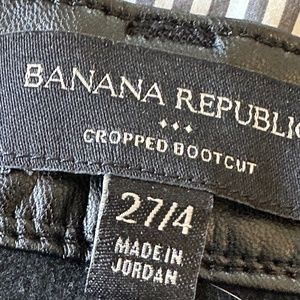 BANANA REPUBLIC
CROPPED BOOTCUT
27/4
MADE IN
JORDAN